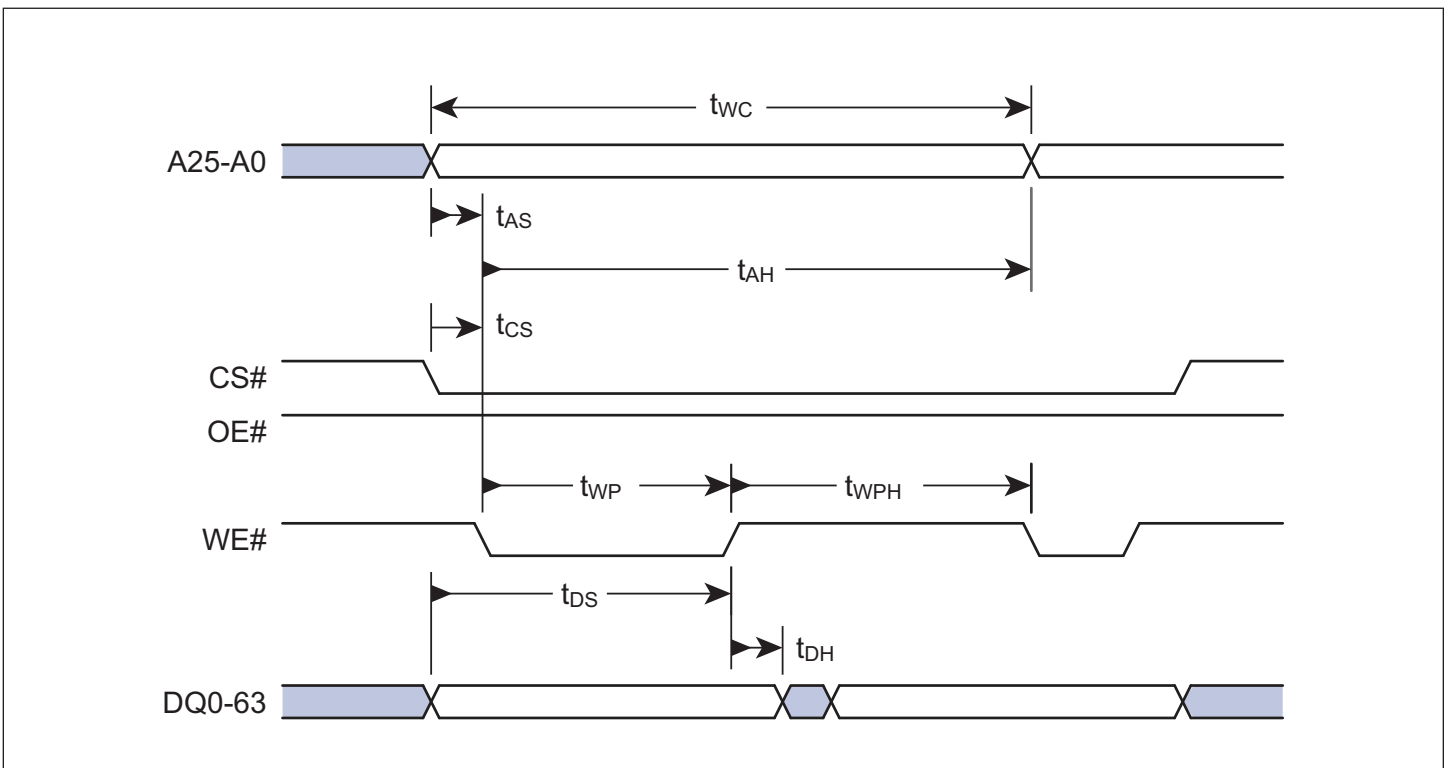 tWC
A25-A0
tAS
tAH
tCS
CS#
OE#
tWP
tWPH
WE#
tDS
tDH
DQ0-63